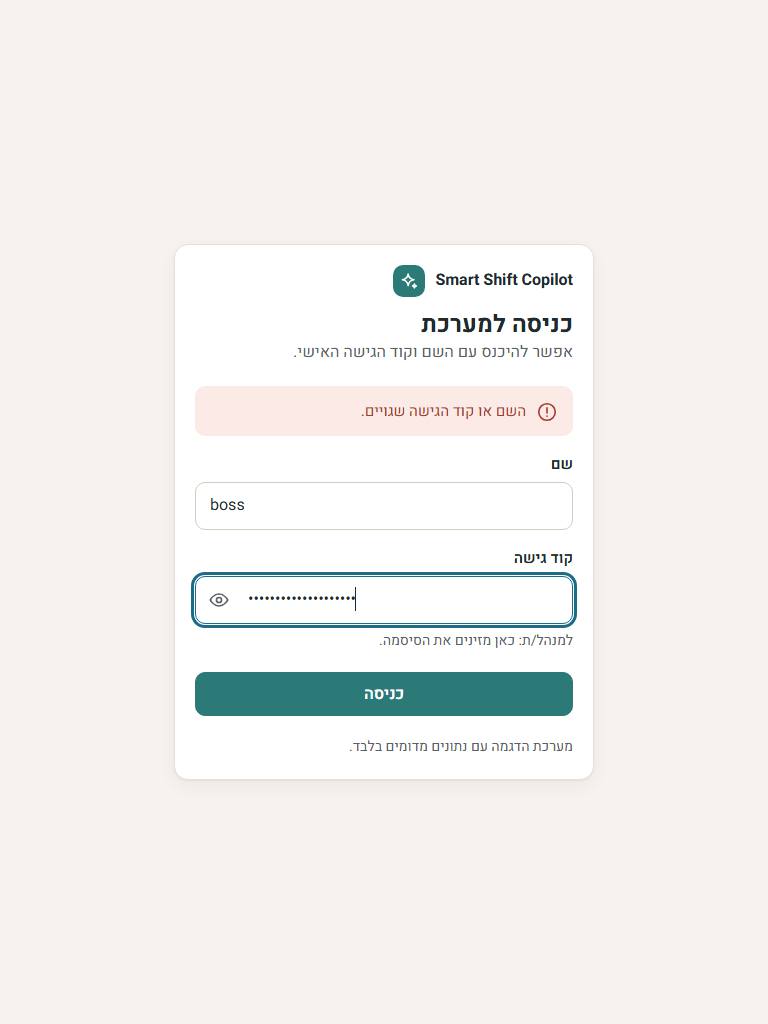 Smart Shift Copilot
כניסה למערכת
אפשר להיכנס עם השם וקוד הגישה האישי.
השם או קוד הגישה שגויים.
שם
boss
קוד גישה
••••••••••••••••••••
למנהל/ת: כאן מזינים את הסיסמה.
כניסה
מערכת הדגמה עם נתונים מדומים בלבד.